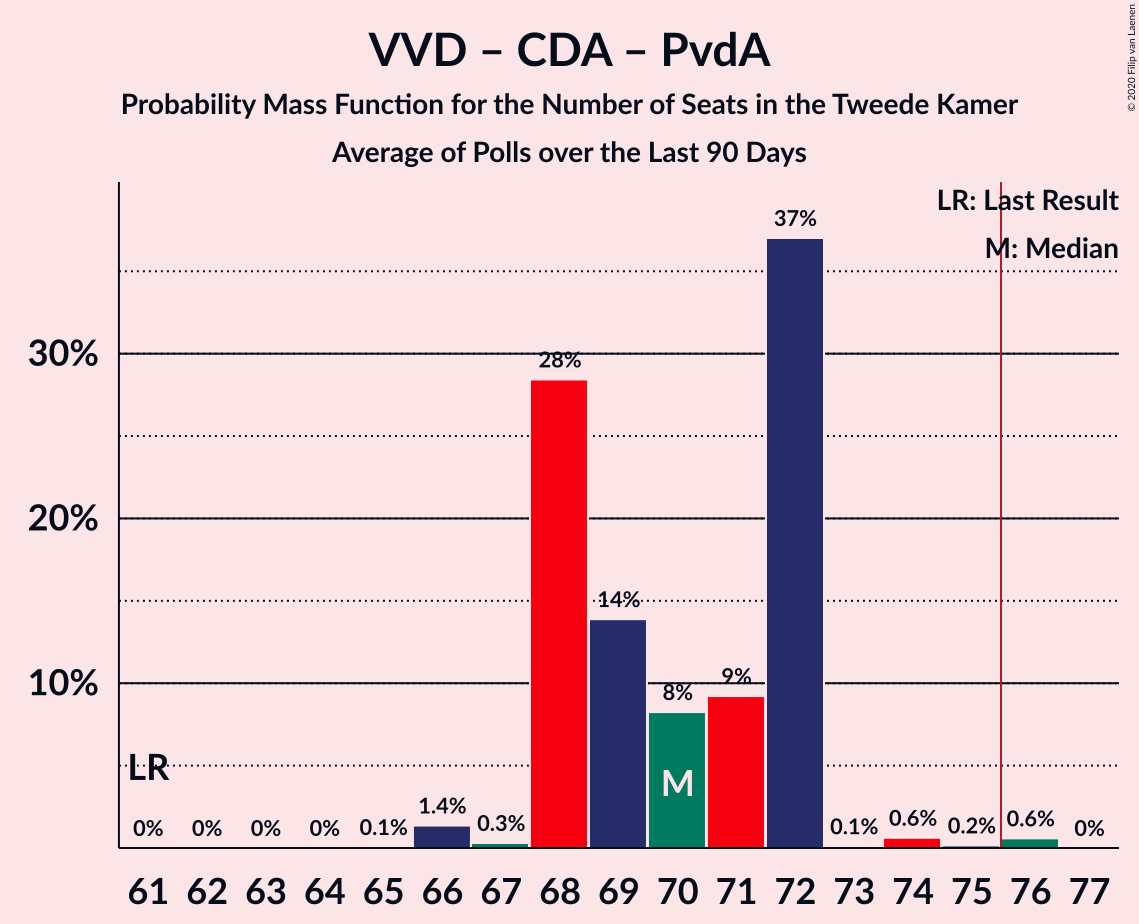 VVD – CDA – PvdA
Probability Mass Function for the Number of Seats in the Tweede Kamer
Average of Polls over the Last 90 Days
© 2020 Filip van Laenen
LR: Last Result
M: Median
37%
30%
28%
20%
14%
10%
9%
8%
LR
M
0% 0% 0% 0% 0.1% 1.4% 0.3% 0.1% 0.6% 0.2% 0.6% 0%
61 62 63 64 65 66 67 68 69 70 71 72 73 74 75 76 77